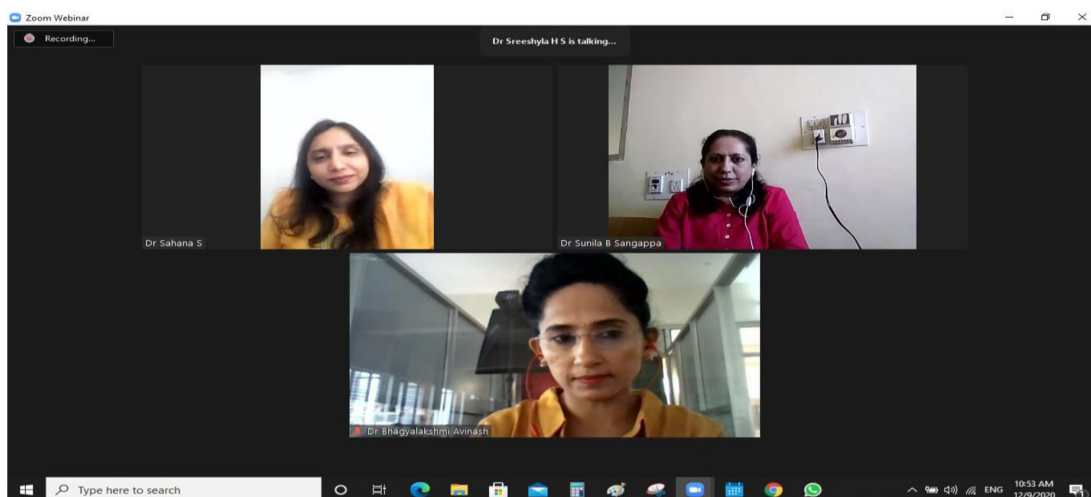 Zoom Webinar
Recording...
Dr Sreeshyla H S is talking...
Dr Sahana S
Dr Sunila B Sangappa
Dr Bhagyalakshmi Avinash
Type here to search
ENG
10:53 AM
12/9/2020